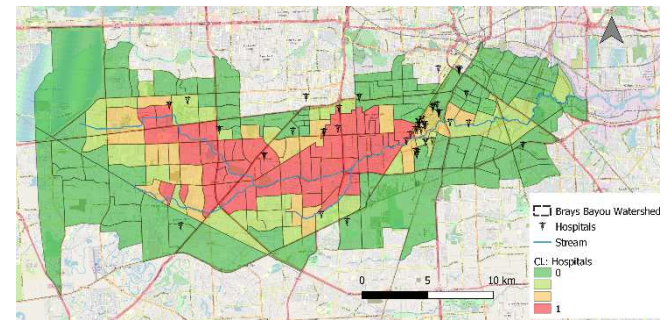 Brays Bayou Watershed
Hospitals
Stream
CL: Hospitals
0
1
0 5 10 km